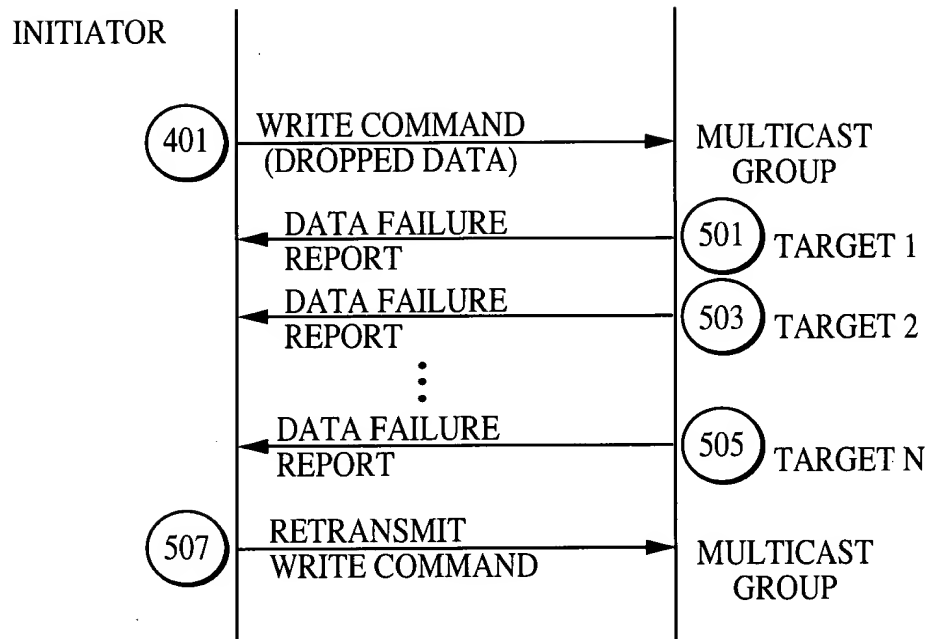 INITIATOR
401
WRITE COMMAND
(DROPPED DATA)
MULTICAST
GROUP
DATA FAILURE
REPORT
501
TARGET 1
DATA FAILURE
REPORT
503
TARGET 2
DATA FAILURE
REPORT
505
TARGET N
507
RETRANSMIT
WRITE COMMAND
MULTICAST
GROUP